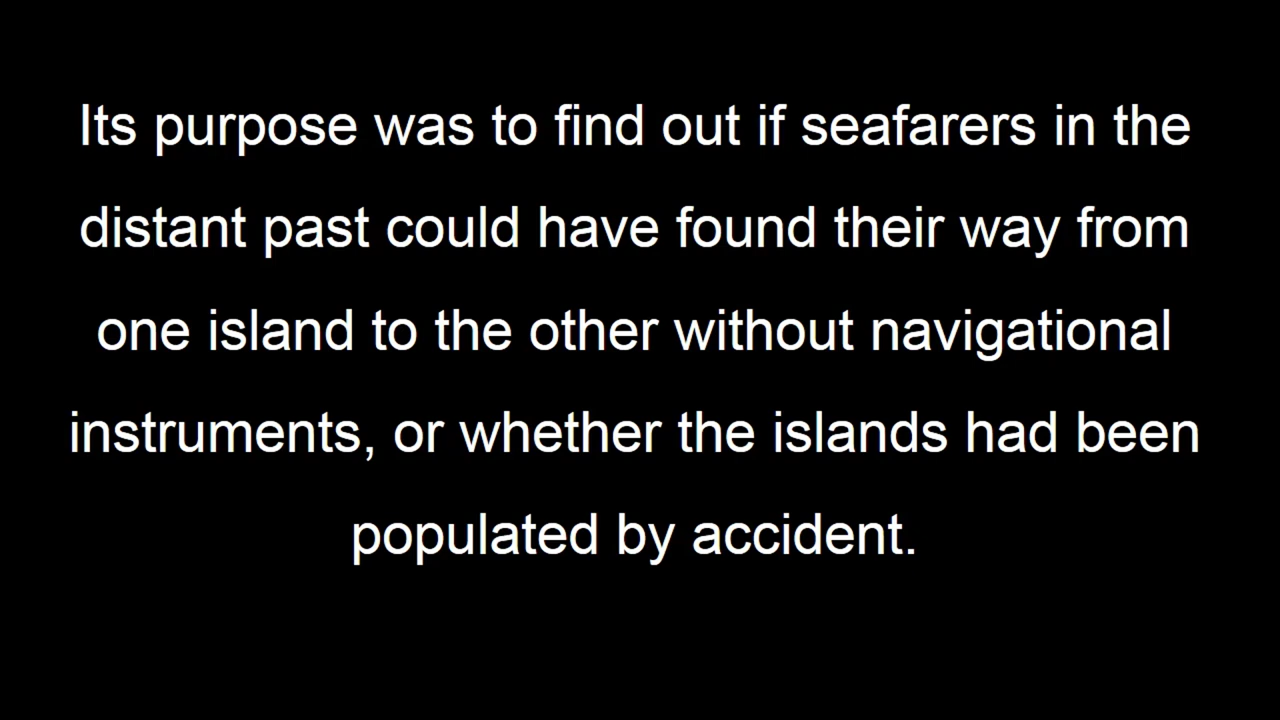 Its purpose was to find out if seafarers in the
distant past could have found their way from
one island to the other without navigational
instruments, or whether the islands had been
populated by accident.